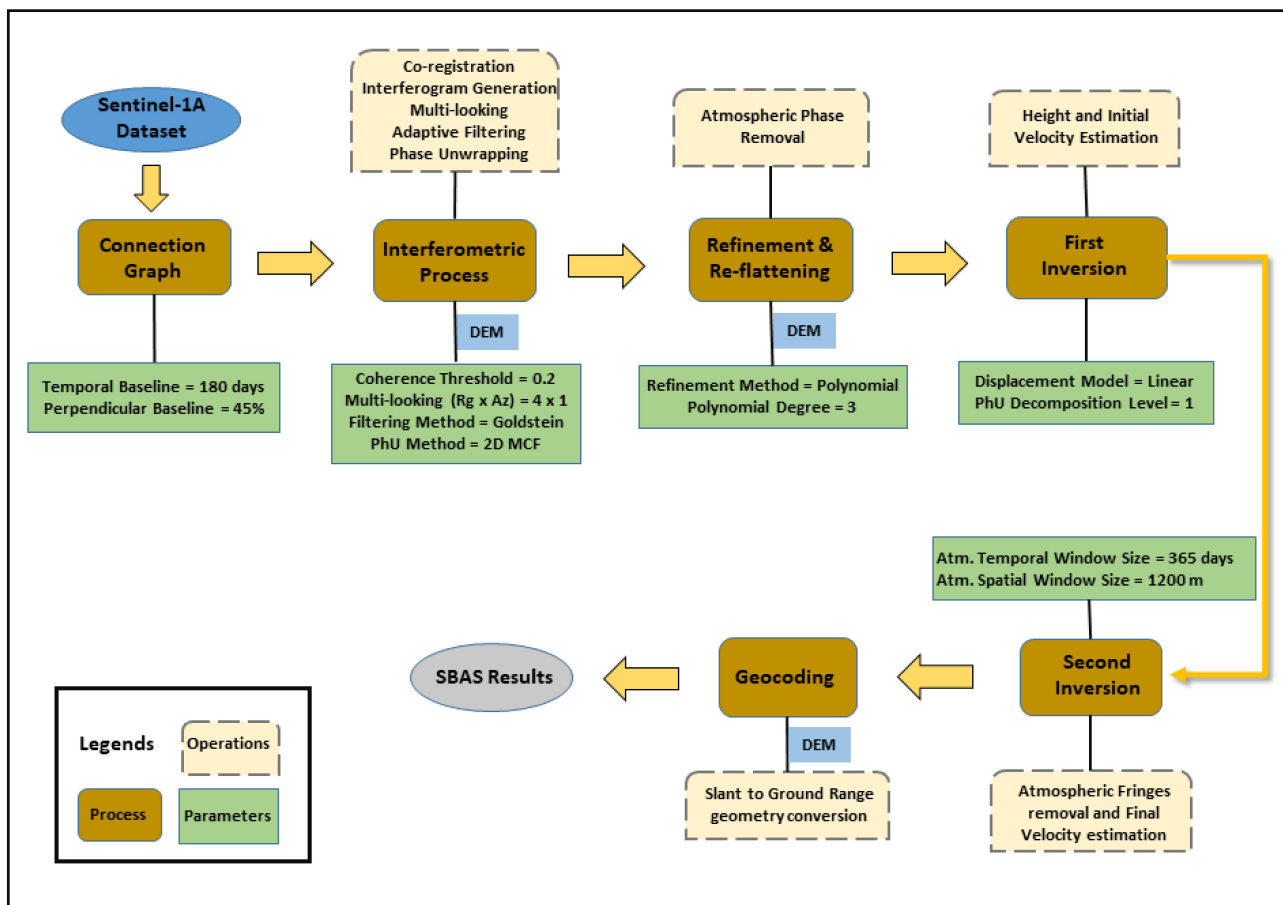 Sentinel-1A
Dataset
Connection
Graph
Temporal Baseline = 180 days
Perpendicular Baseline = 45%
Co-registration
Interferogram Generation
Multi-looking
Adaptive Filtering
Phase Unwrapping
Interferometric
Process
DEM
Coherence Threshold = 0.2
Multi-looking (Rg x Az) = 4 x 1
Filtering Method = Goldstein
PhU Method = 2D MCF
Atmospheric Phase
Removal
Refinement &
Re-flattening
DEM
Refinement Method = Polynomial
Polynomial Degree = 3
Height and Initial
Velocity Estimation
First
Inversion
Displacement Model = Linear
PhU Decomposition Level = 1
Atm. Temporal Window Size = 365 days
Atm. Spatial Window Size = 1200 m
Second
Inversion
Atmospheric Fringes
removal and Final
Velocity estimation
Geocoding
DEM
Slant to Ground Range
geometry conversion
SBAS Results
Legends
Operations
Process
Parameters